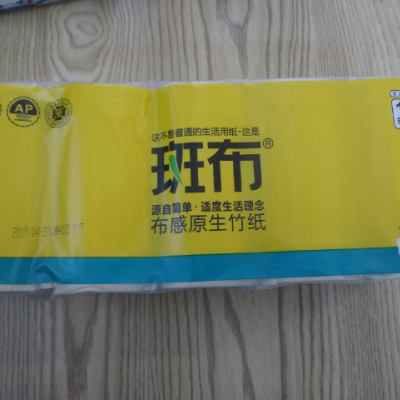 AP
这不是普通的生活用纸·这是
斑布®
源自简单·适度生活理念
布感原生竹纸